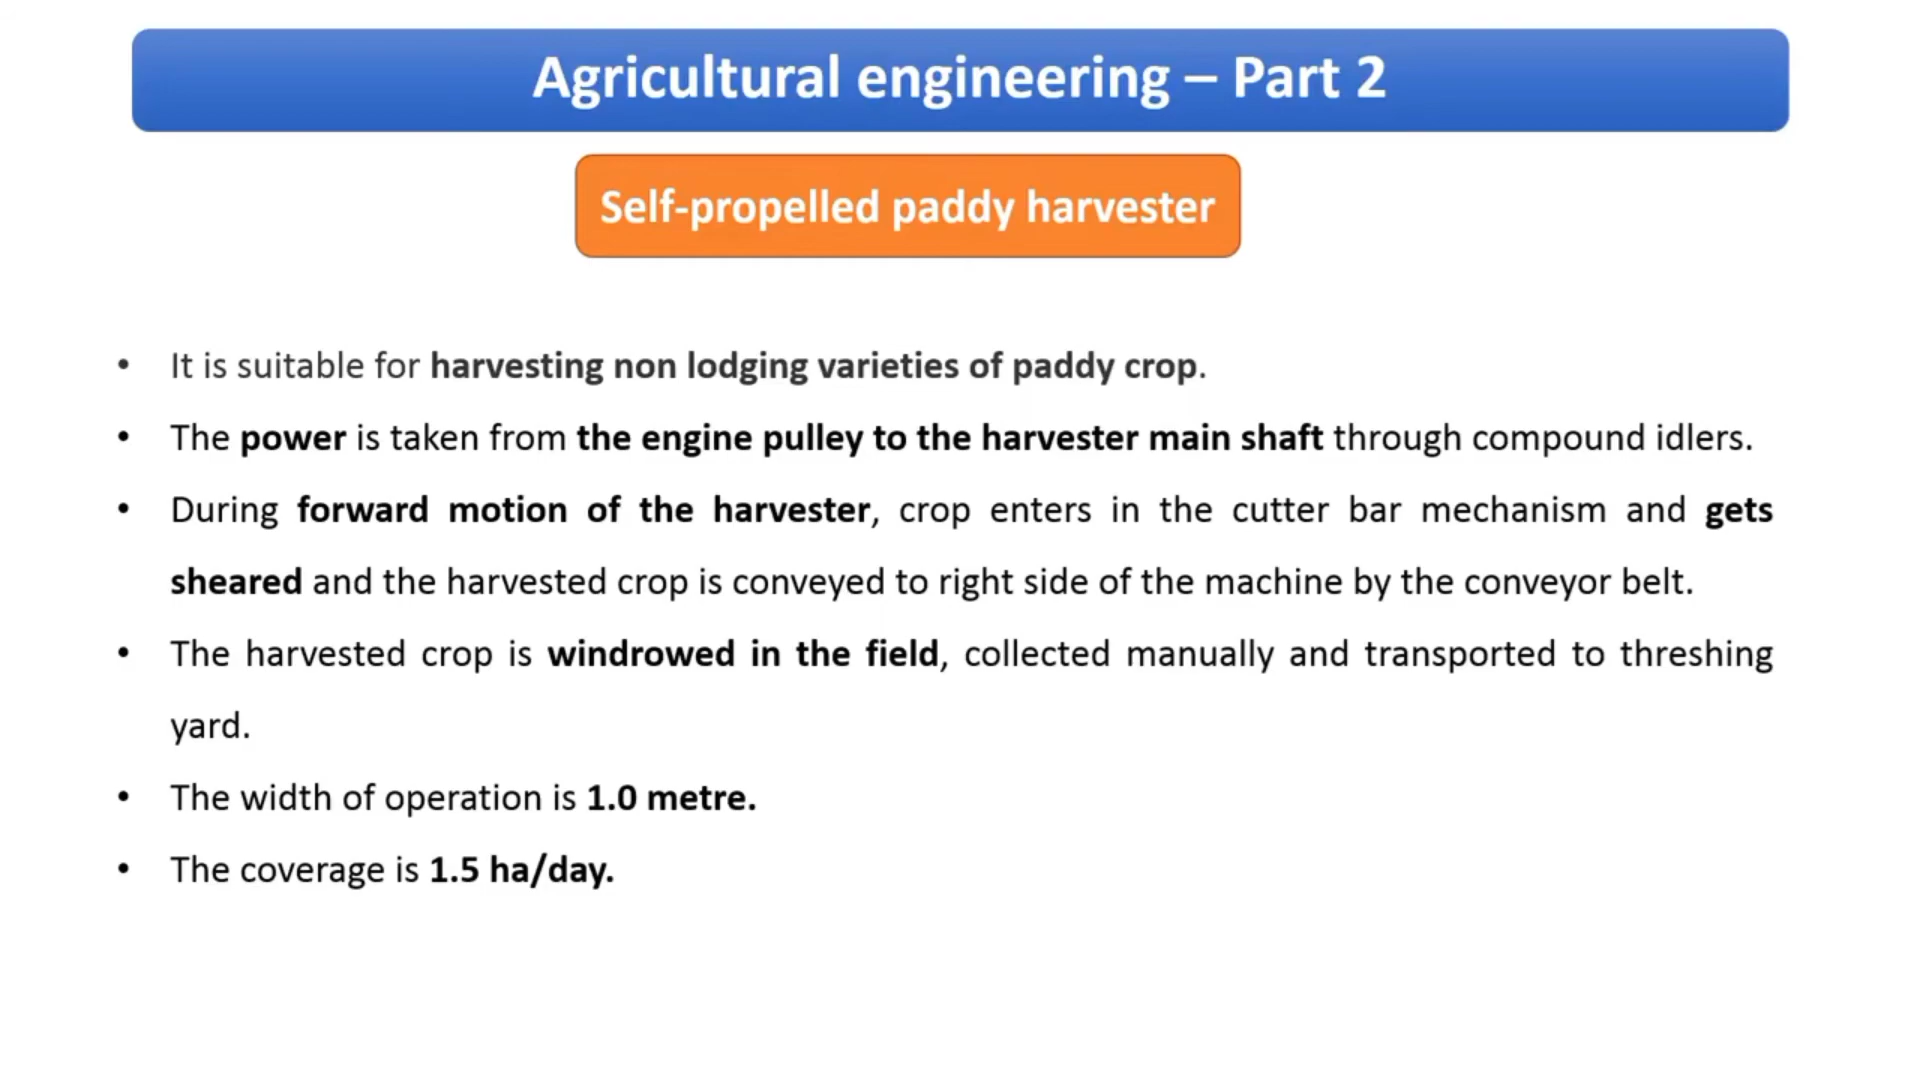 Agricultural engineering – Part 2
Self-propelled paddy harvester
• It is suitable for harvesting non lodging varieties of paddy crop.
• The power is taken from the engine pulley to the harvester main shaft through compound idlers.
• During forward motion of the harvester, crop enters in the cutter bar mechanism and gets
sheared and the harvested crop is conveyed to right side of the machine by the conveyor belt.
• The harvested crop is windrowed in the field, collected manually and transported to threshing
yard.
• The width of operation is 1.0 metre.
• The coverage is 1.5 ha/day.